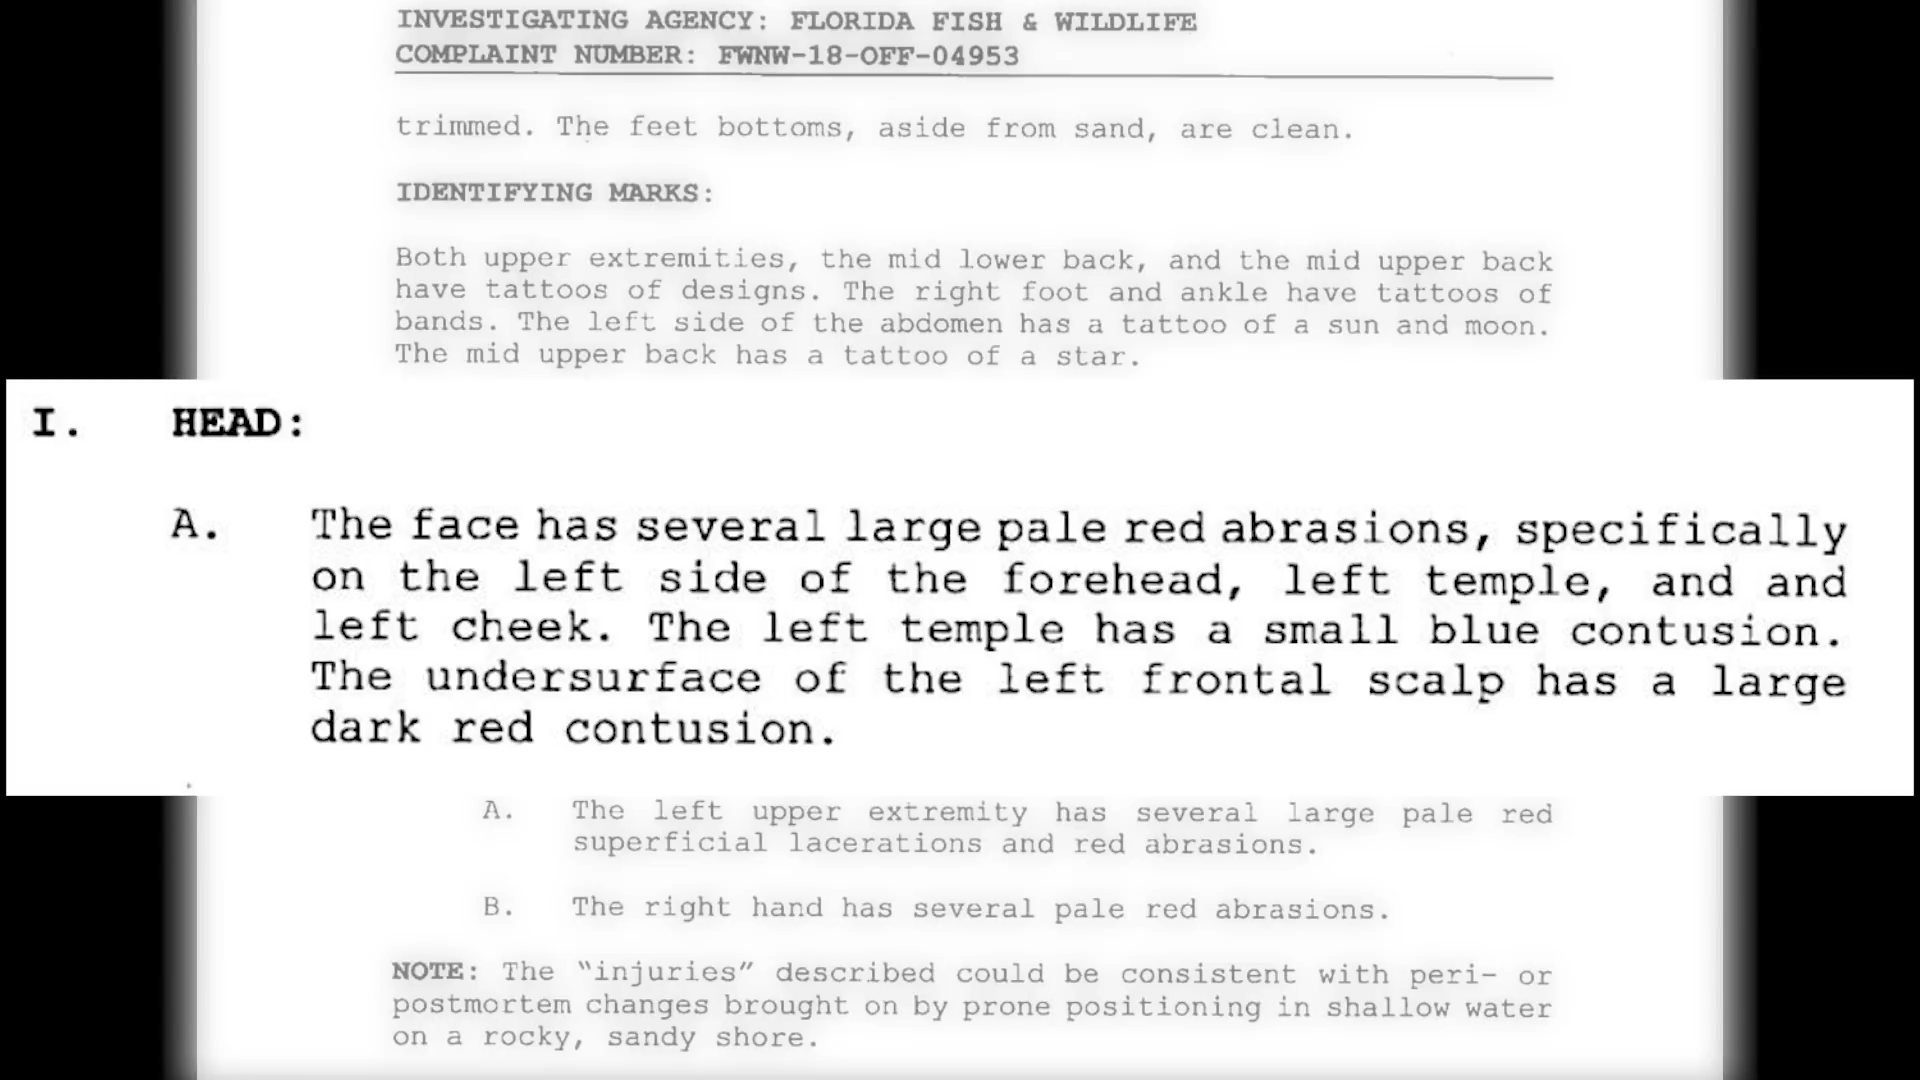 INVESTIGATING AGENCY: FLORIDA FISH & WILDLIFE
COMPLAINT NUMBER: FWNW-18-OFF-04953
trimmed. The feet bottoms, aside from sand, are clean.
IDENTIFYING MARKS:
Both upper extremities, the mid lower back, and the mid upper back
have tattoos of designs. The right foot and ankle have tattoos of
bands. The left side of the abdomen has a tattoo of a sun and moon.
The mid upper back has a tattoo of a star.
I. HEAD:
A. The face has several large pale red abrasions, specifically
on the left side of the forehead, left temple, and and
left cheek. The left temple has a small blue contusion.
The undersurface of the left frontal scalp has a large
dark red contusion.
A. The left upper extremity has several large pale red
superficial lacerations and red abrasions.
B. The right hand has several pale red abrasions.
NOTE: The "injuries" described could be consistent with peri- or
postmortem changes brought on by prone positioning in shallow water
on a rocky, sandy shore.